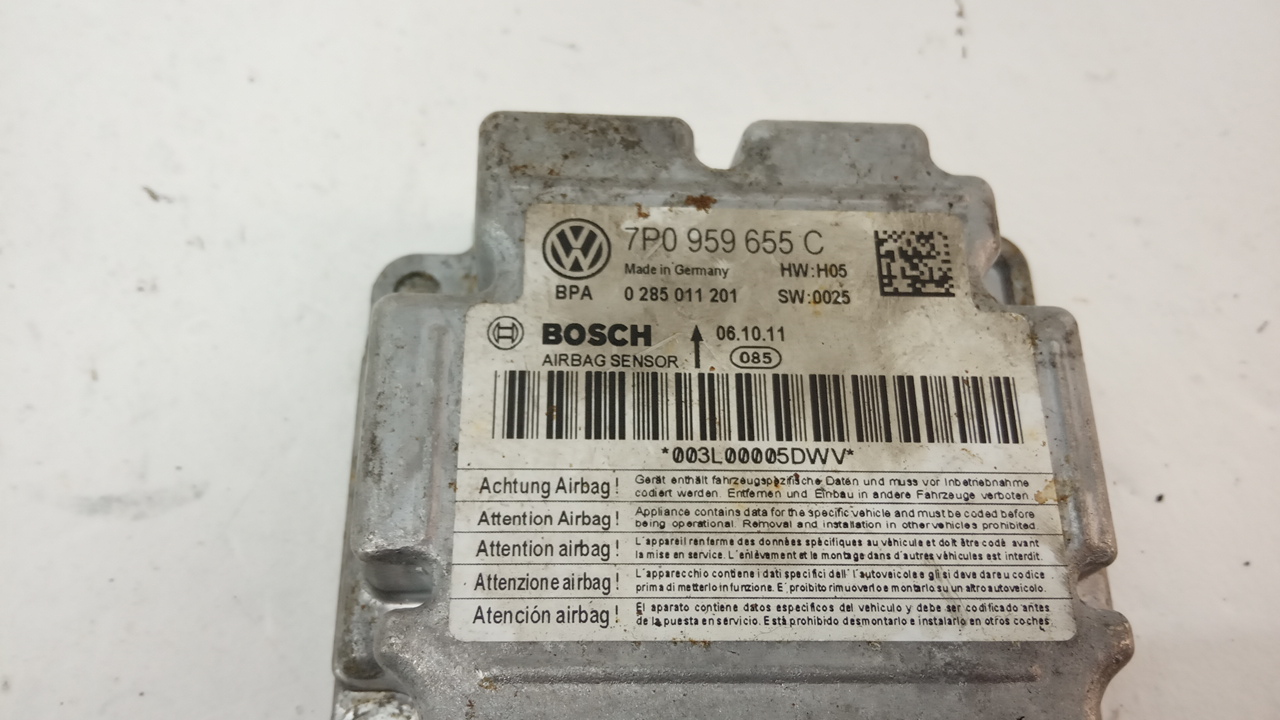 7P0 959 655 C
Made in Germany HW:H05
BPA 0 285 011 201 SW:0025
BOSCH 06.10.11
AIRBAG SENSOR 085
*003L00005DWV*
Achtung Airbag! Gerät enthält fahrzeugspezifische Daten und muss vor Inbetriebnahme
codiert werden. Entfernen und Einbau in andere Fahrzeuge verboten.
Attention Airbag! Appliance contains data for the specific vehicle and must be coded before
being operational. Removal and installation in other vehicles prohibited.
Attention airbag! L'appareil renferme des données spécifiques au véhicule et doit être codé avant
la mise en service. L'enlèvement et le montage dans d'autres véhicules est interdit.
Attenzione airbag! L'apparecchio contiene i dati specifici dell' l'autoveicolo e gli si deve dare u codice
prima di metterlo in funzione. E' proibito rimuoverlo e montarlo su un altro autoveicolo.
Atención airbag! El aparato contiene datos específicos del vehículo y debe ser codificado antes
de la puesta en servicio. Está prohibido desmontarlo e instalarlo en otros coches